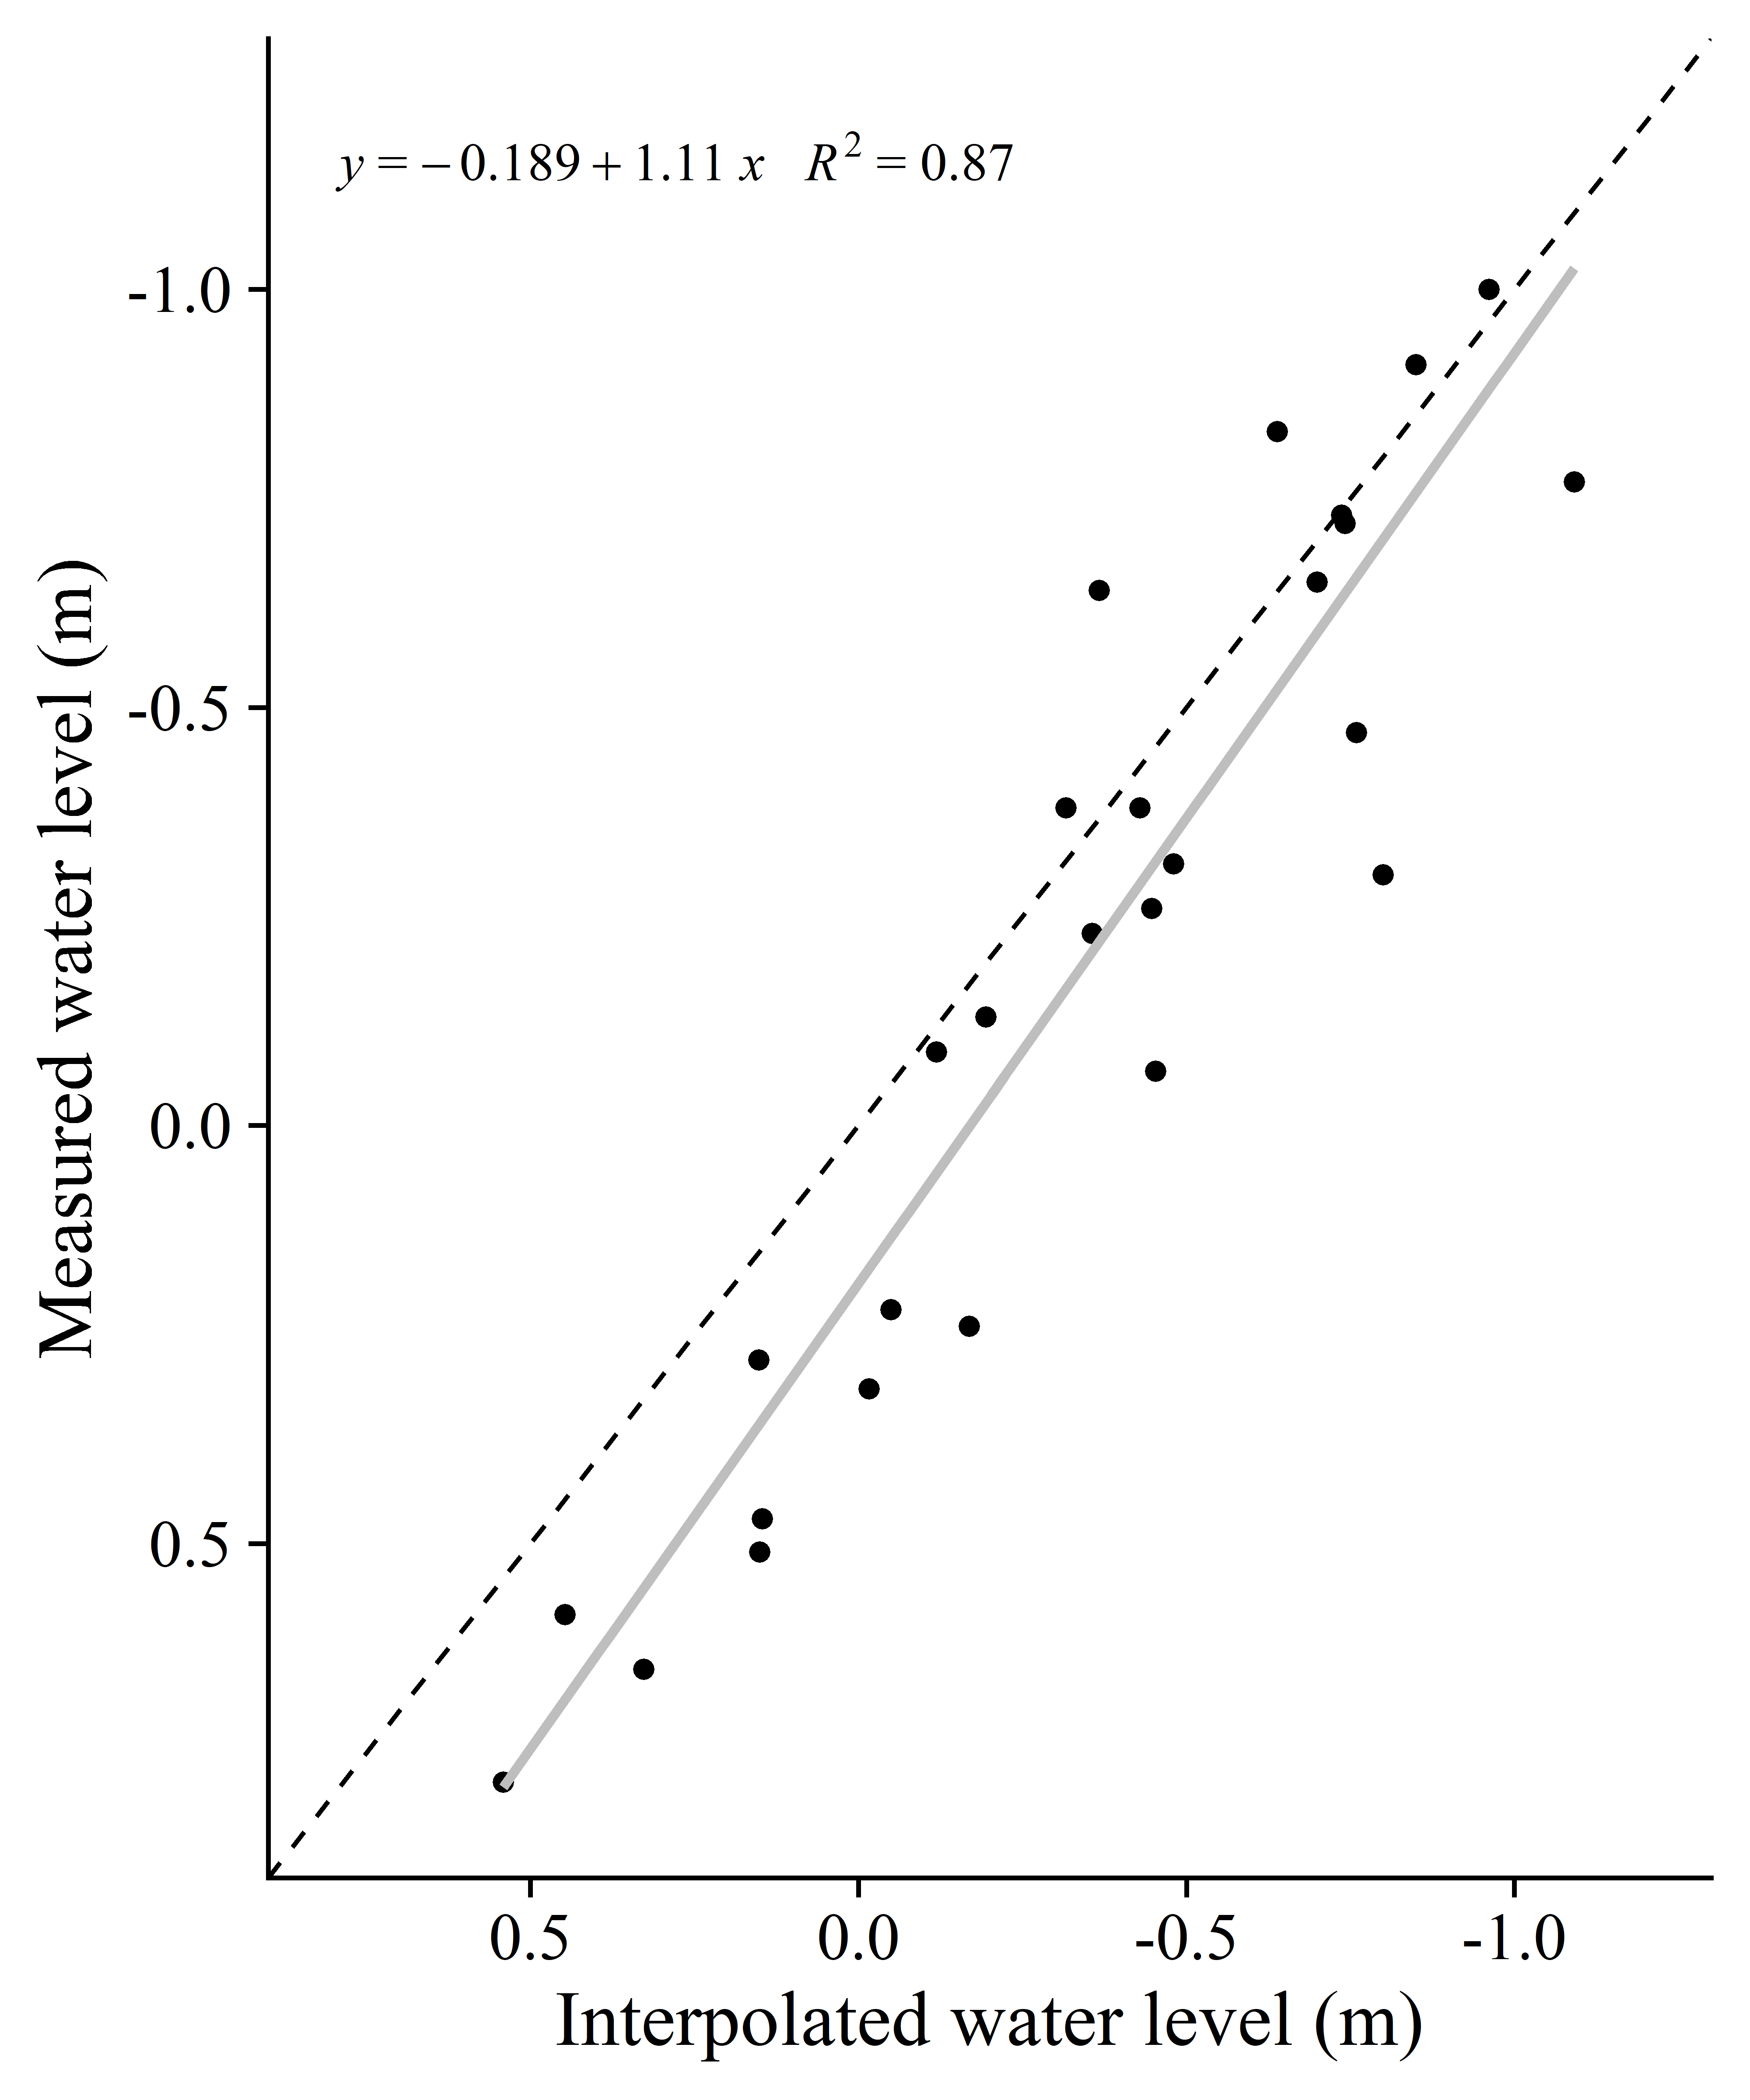 y = − 0.189 + 1.11 x R² = 0.87
-1.0
-0.5
0.0
0.5
Measured water level (m)
0.5 0.0 -0.5 -1.0
Interpolated water level (m)